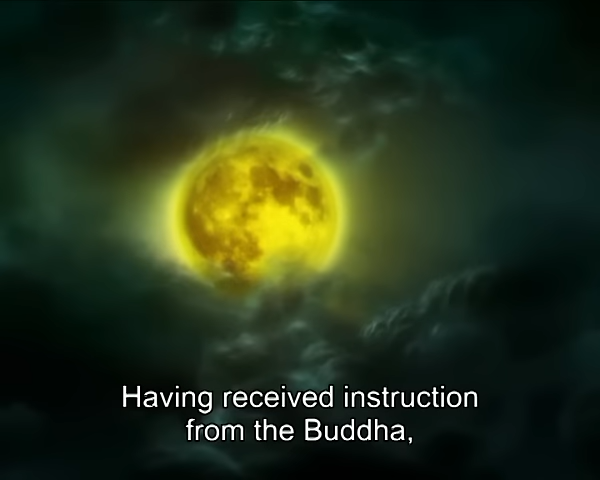 Having received instruction
from the Buddha,